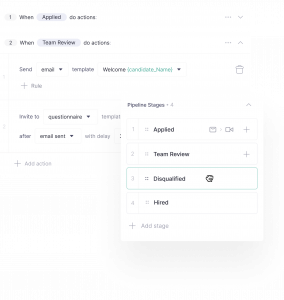 1 When Applied do actions
2 When Team Review do actions
Send email template Welcome {candidate_Name}
+ Rule
Invite to questionnaire templat
after email sent with delay 3
+ Add action
Pipeline Stages • 4
1 Applied
2 Team Review
3 Disqualified
4 Hired
+ Add stage